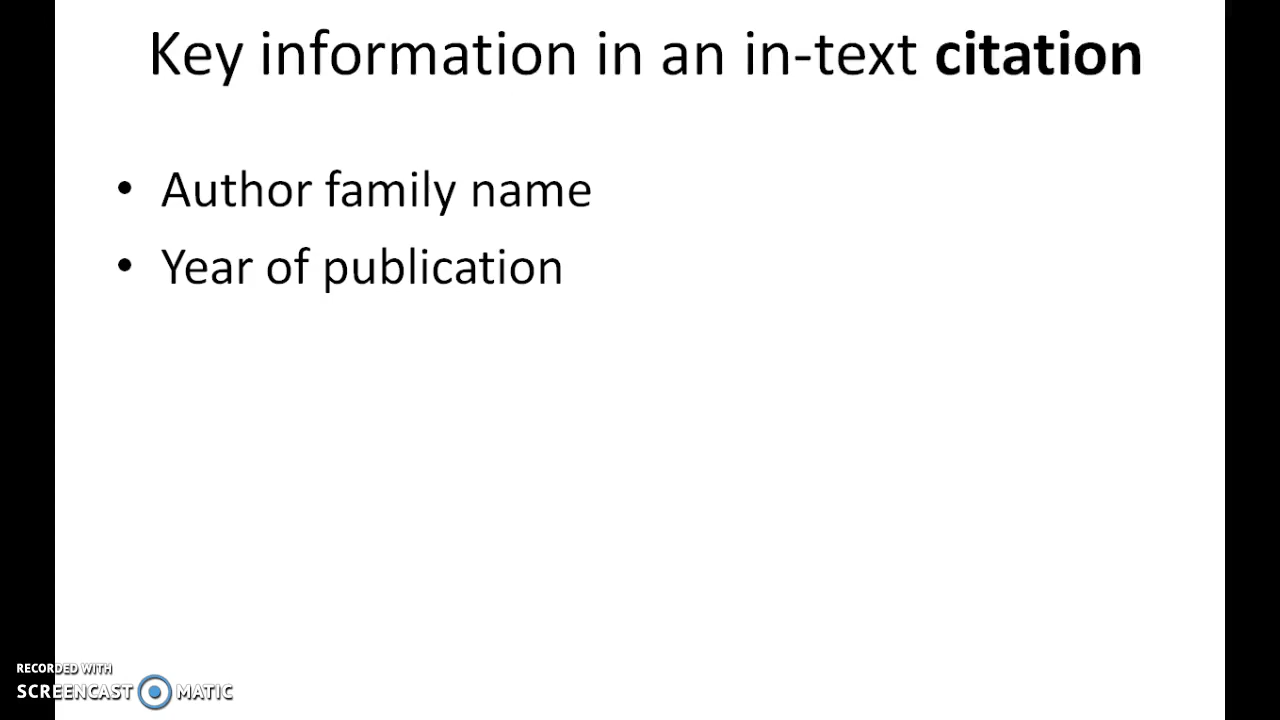 Key information in an in-text citation
• Author family name
• Year of publication
RECORDED WITH
SCREENCAST MATIC